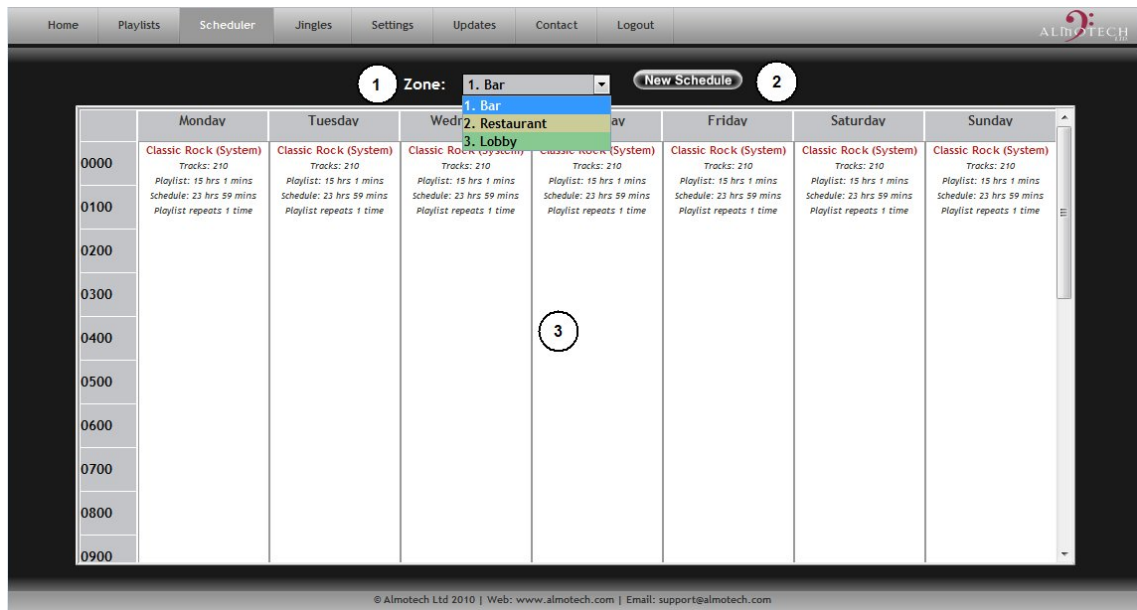 Home Playlists Scheduler Jingles Settings Updates Contact Logout
ALMOTECH LTD
1 Zone: 1. Bar New Schedule 2
1. Bar
2. Restaurant
3. Lobby
Monday Tuesday Wedn ay Friday Saturday Sunday
Classic Rock (System) Classic Rock (System) Classic Rock (System) Classic Rock (System) Classic Rock (System) Classic Rock (System) Classic Rock (System)
0000 Tracks: 210 Tracks: 210 Tracks: 210 Tracks: 210 Tracks: 210 Tracks: 210 Tracks: 210
Playlist: 15 hrs 1 mins Playlist: 15 hrs 1 mins Playlist: 15 hrs 1 mins Playlist: 15 hrs 1 mins Playlist: 15 hrs 1 mins Playlist: 15 hrs 1 mins Playlist: 15 hrs 1 mins
Schedule: 23 hrs 59 mins Schedule: 23 hrs 59 mins Schedule: 23 hrs 59 mins Schedule: 23 hrs 59 mins Schedule: 23 hrs 59 mins Schedule: 23 hrs 59 mins Schedule: 23 hrs 59 mins
0100 Playlist repeats 1 time Playlist repeats 1 time Playlist repeats 1 time Playlist repeats 1 time Playlist repeats 1 time Playlist repeats 1 time Playlist repeats 1 time
0200
0300
0400 3
0500
0600
0700
0800
0900
© Almotech Ltd 2010 | Web: www.almotech.com | Email: support@almotech.com